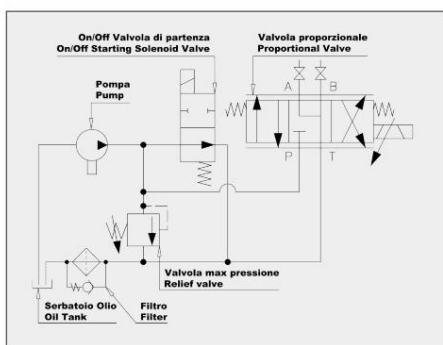 On/Off Valvola di partenza
On/Off Starting Solenoid Valve
Valvola proporzionale
Proportional Valve
Pompa
Pump
A
B
P
T
Valvola max pressione
Relief valve
Serbatoio Olio
Oil Tank
Filtro
Filter